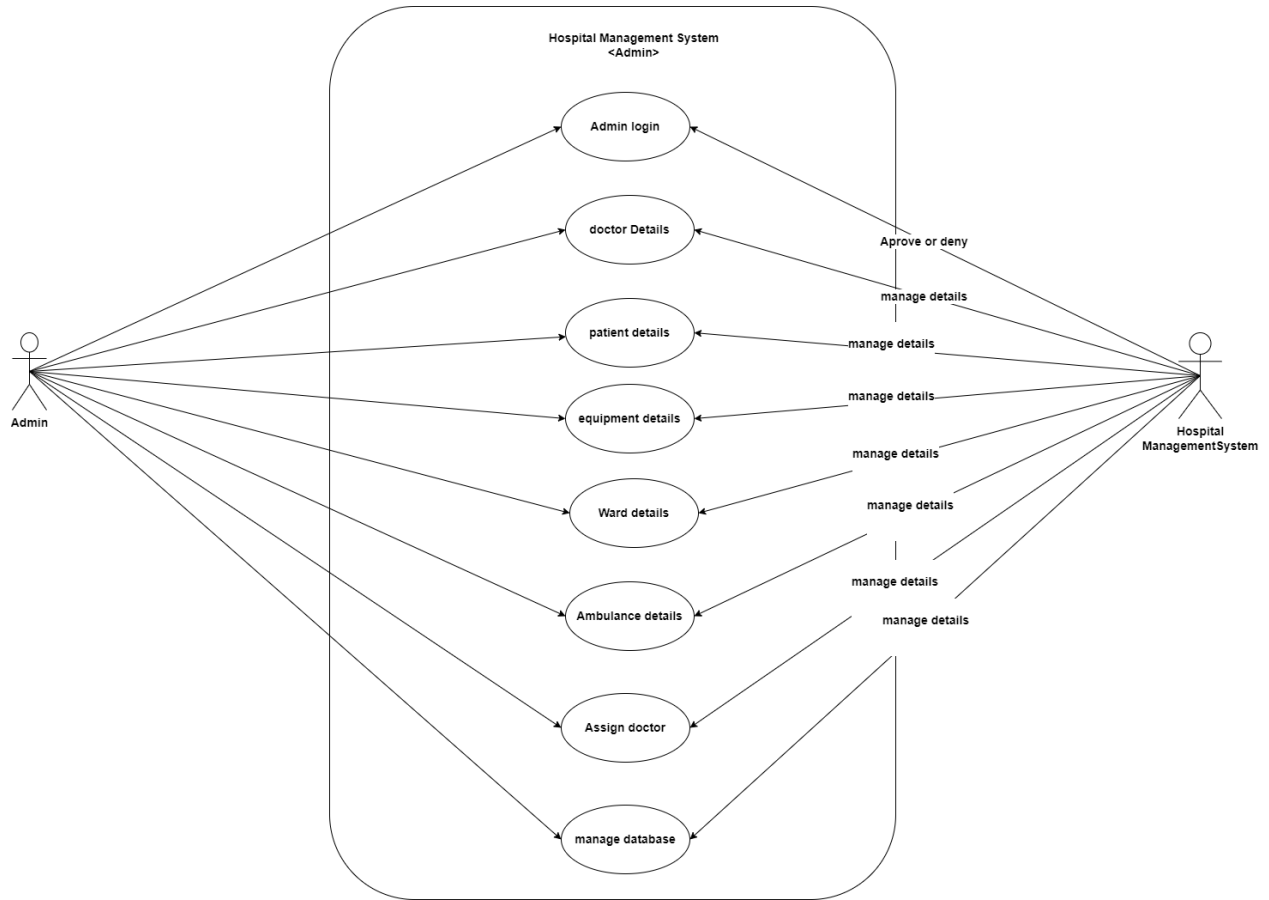 Hospital Management System
<Admin>
Admin login
Aprove or deny
doctor Details
manage details
patient details
manage details
equipment details
manage details
Admin
Hospital
ManagementSystem
Ward details
manage details
Ambulance details
manage details
Assign doctor
manage details
manage database
manage details